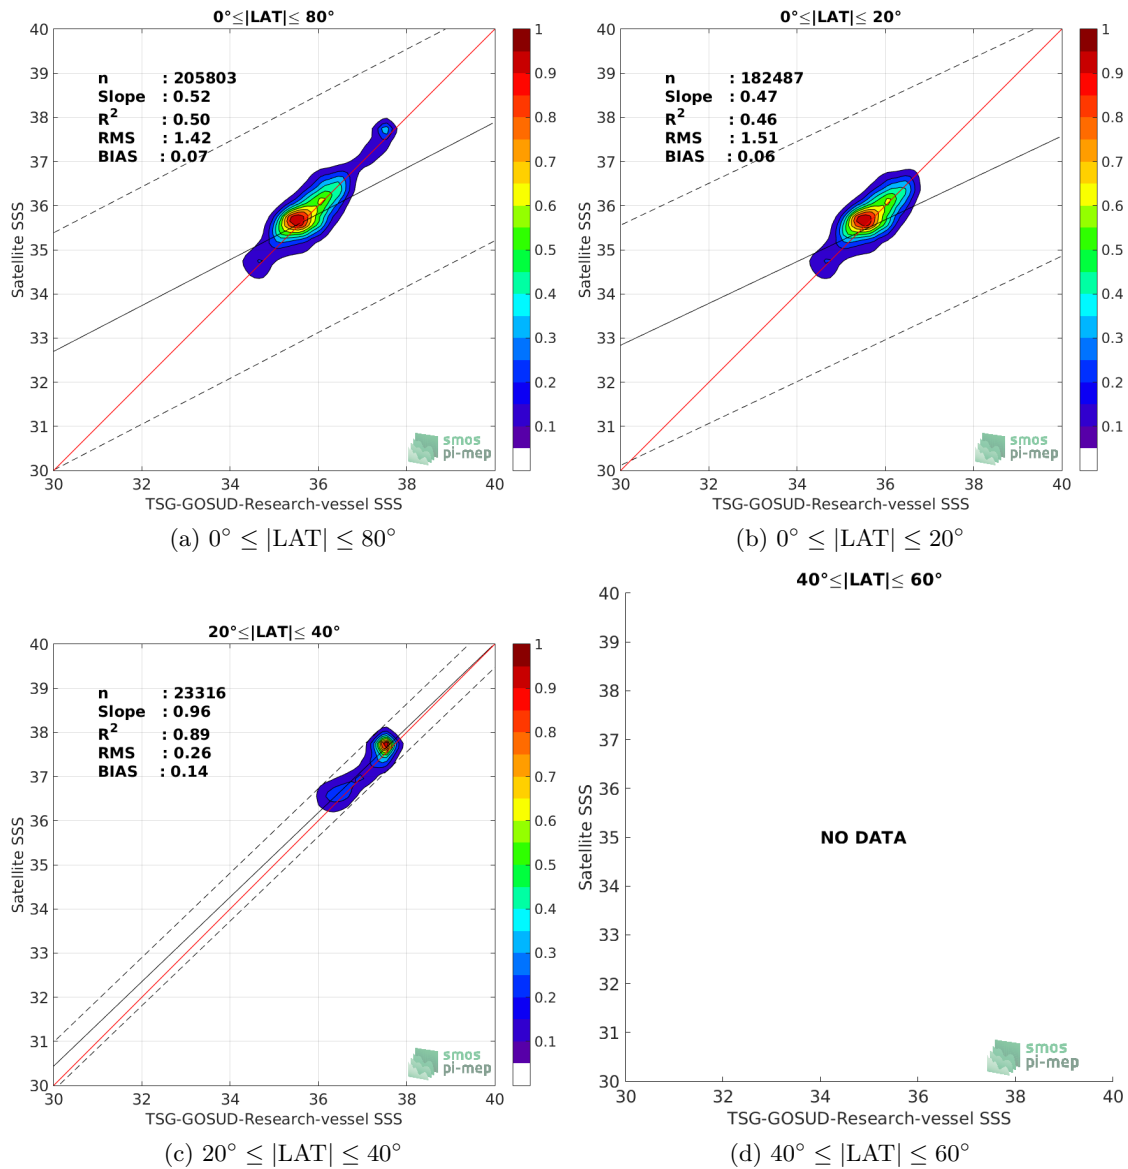 0°≤|LAT|≤ 80°
40
39
38
37
36
35
34
33
32
31
30
Satellite SSS
n : 205803
Slope : 0.52
R² : 0.50
RMS : 1.42
BIAS : 0.07
smos
pi-mep
30 32 34 36 38 40
TSG-GOSUD-Research-vessel SSS
1
0.9
0.8
0.7
0.6
0.5
0.4
0.3
0.2
0.1
(a) 0° ≤ |LAT| ≤ 80°
0°≤|LAT|≤ 20°
40
39
38
37
36
35
34
33
32
31
30
Satellite SSS
n : 182487
Slope : 0.47
R² : 0.46
RMS : 1.51
BIAS : 0.06
smos
pi-mep
30 32 34 36 38 40
TSG-GOSUD-Research-vessel SSS
1
0.9
0.8
0.7
0.6
0.5
0.4
0.3
0.2
0.1
(b) 0° ≤ |LAT| ≤ 20°
20°≤|LAT|≤ 40°
40
39
38
37
36
35
34
33
32
31
30
Satellite SSS
n : 23316
Slope : 0.96
R² : 0.89
RMS : 0.26
BIAS : 0.14
smos
pi-mep
30 32 34 36 38 40
TSG-GOSUD-Research-vessel SSS
1
0.9
0.8
0.7
0.6
0.5
0.4
0.3
0.2
0.1
(c) 20° ≤ |LAT| ≤ 40°
40°≤|LAT|≤ 60°
40
39
38
37
36
35
34
33
32
31
30
Satellite SSS
NO DATA
smos
pi-mep
30 32 34 36 38 40
TSG-GOSUD-Research-vessel SSS
(d) 40° ≤ |LAT| ≤ 60°